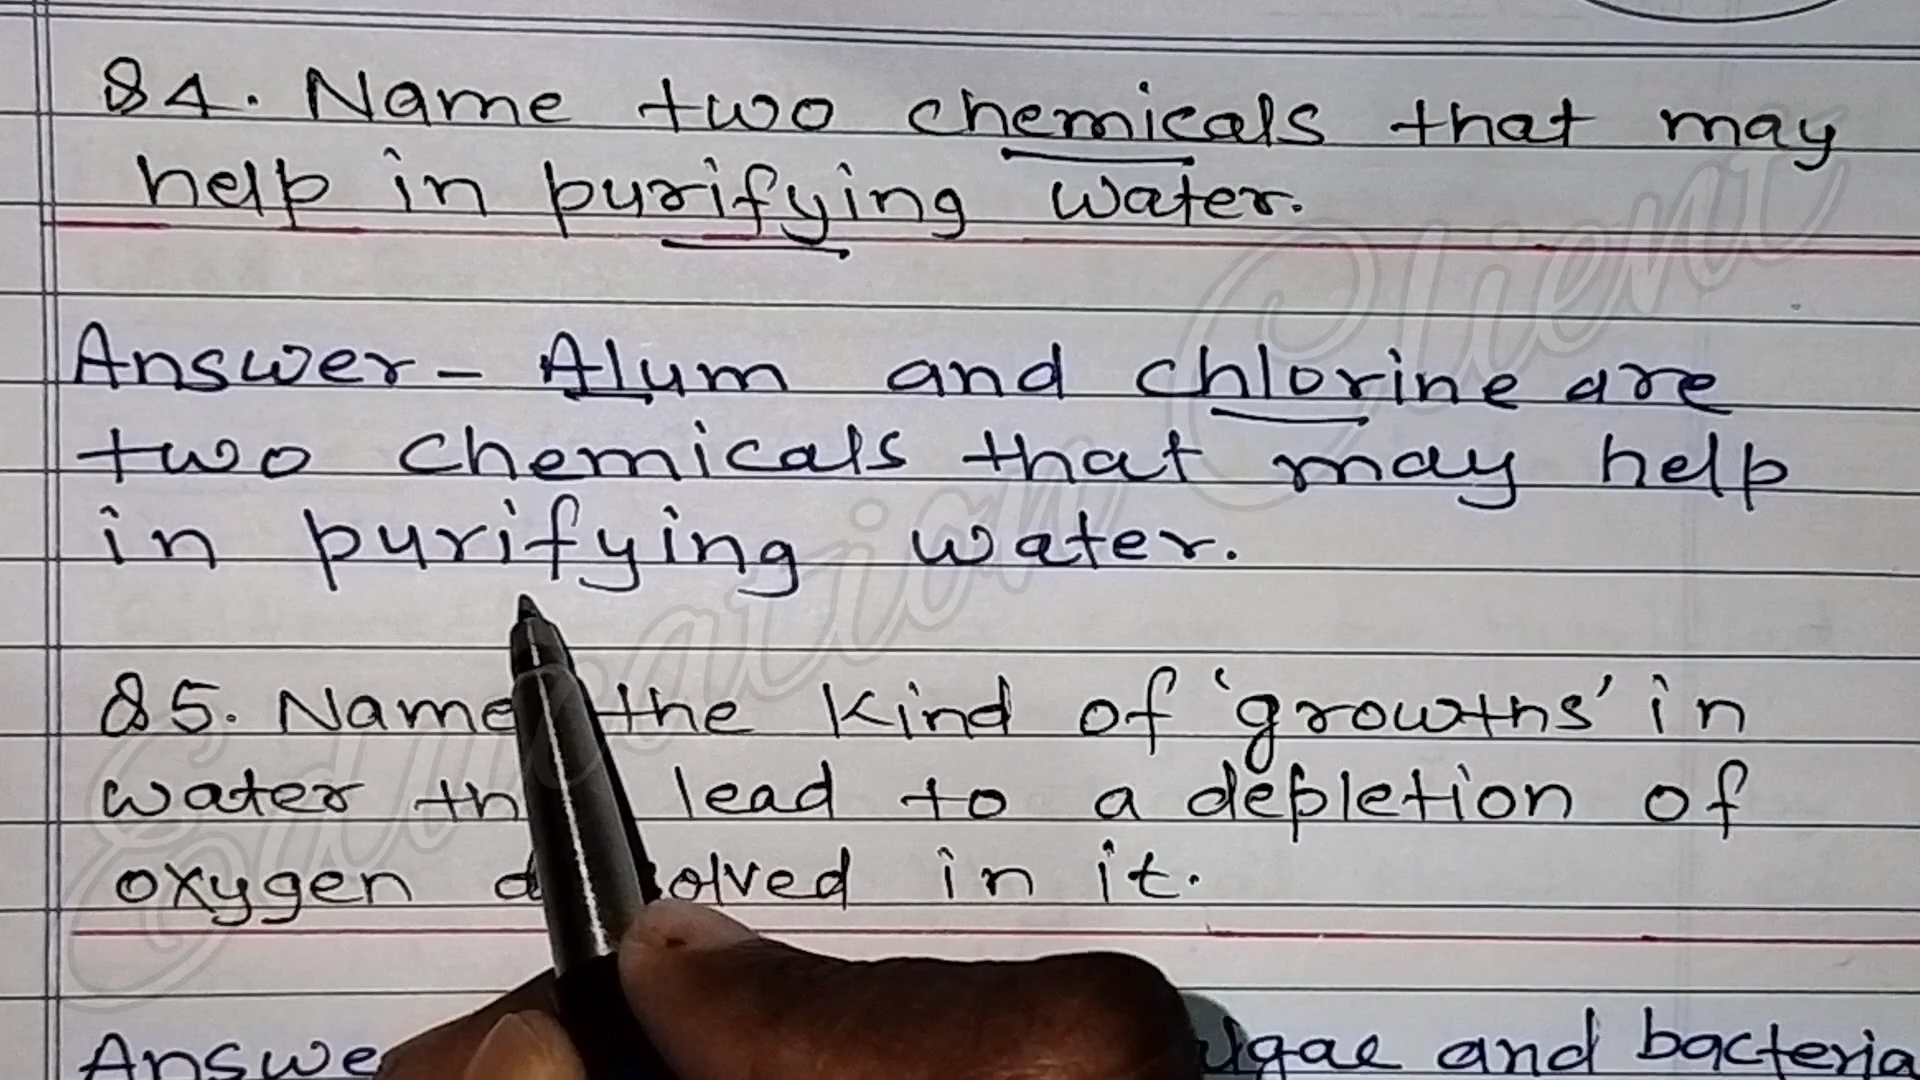 Q4. Name two chemicals that may
help in purifying water.
Answer - Alum and chlorine are
two chemicals that may help
in purifying water.
Q5. Name the kind of 'growths' in
water lead to a depletion of
oxygen in it.
and bacteria
Education Client